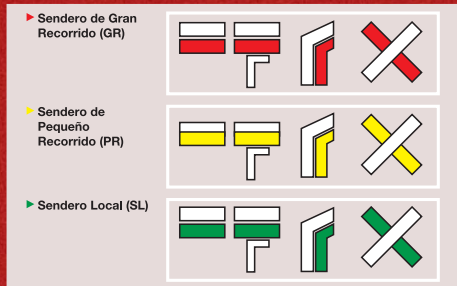 Sendero de Gran
Recorrido (GR)
Sendero de
Pequeño
Recorrido (PR)
Sendero Local (SL)